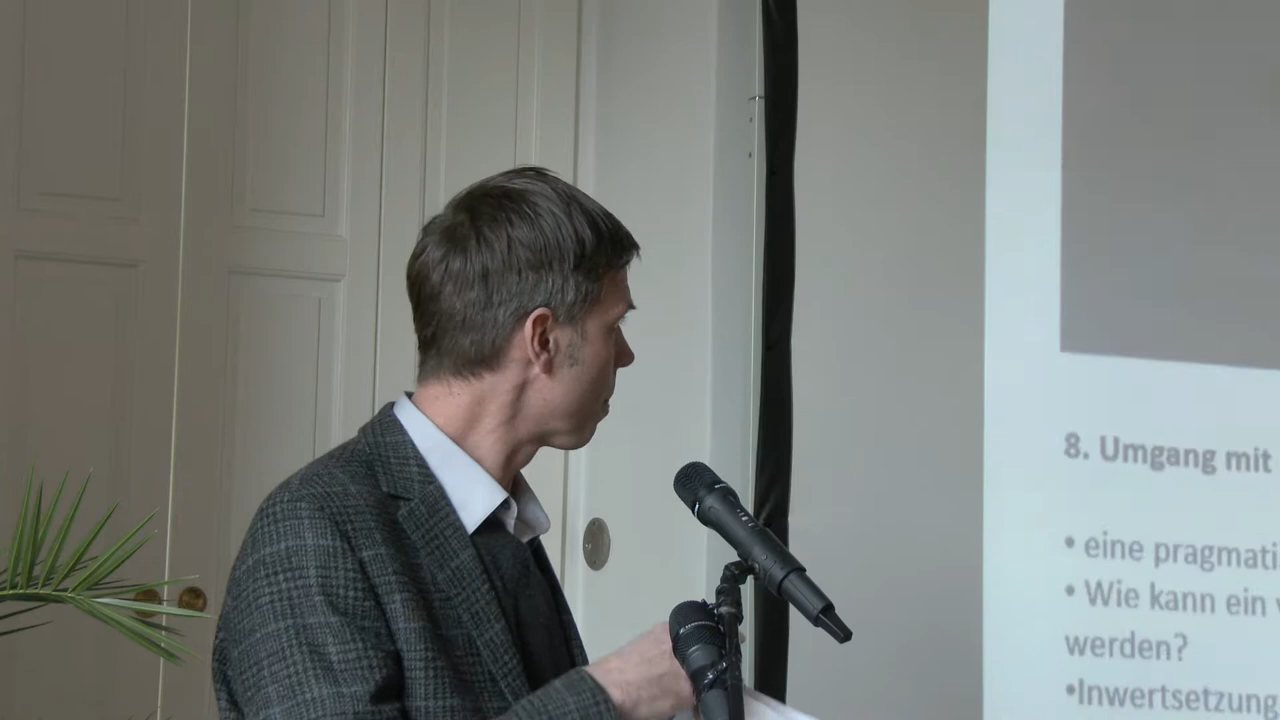 8. Umgang mit
• eine pragmati
• Wie kann ein
werden?
•Inwertsetzung